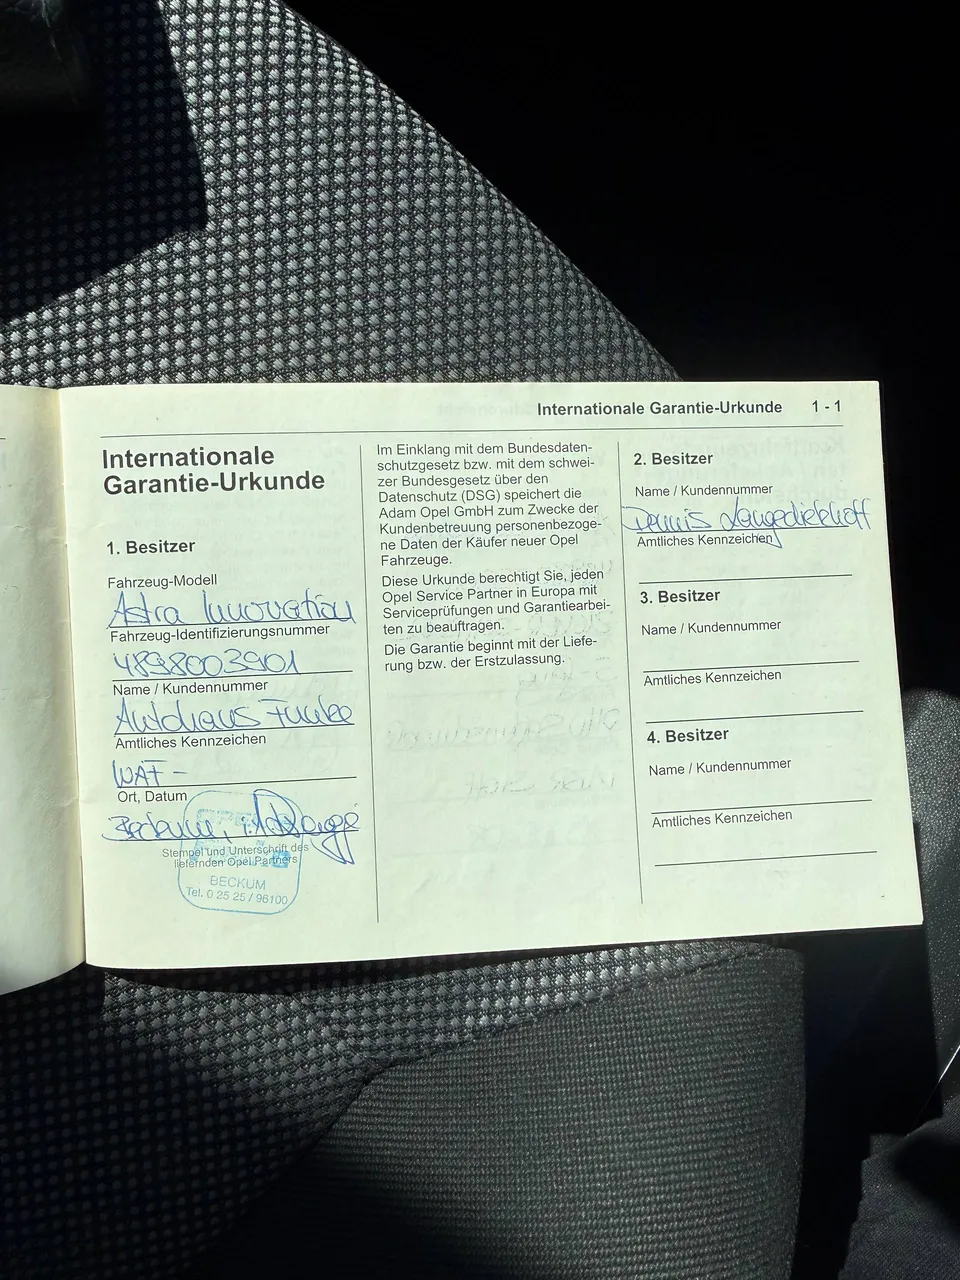 Internationale Garantie-Urkunde 1 - 1
Internationale
Garantie-Urkunde
1. Besitzer
Fahrzeug-Modell
Astra Innovation
Fahrzeug-Identifizierungsnummer
4898003901
Name / Kundennummer
Autohaus Funke
Amtliches Kennzeichen
WAF -
Ort, Datum
Beckum,
Stempel und Unterschrift des
liefernden Opel Partners
BECKUM
Tel. 0 25 25 / 96100
Im Einklang mit dem Bundesdaten-
schutzgesetz bzw. mit dem schwei-
zer Bundesgesetz über den
Datenschutz (DSG) speichert die
Adam Opel GmbH zum Zwecke der
Kundenbetreuung personenbezoge-
ne Daten der Käufer neuer Opel
Fahrzeuge.
Diese Urkunde berechtigt Sie, jeden
Opel Service Partner in Europa mit
Serviceprüfungen und Garantiearbei-
ten zu beauftragen.
Die Garantie beginnt mit der Liefe-
rung bzw. der Erstzulassung.
2. Besitzer
Name / Kundennummer
Dennis Langediekhoff
Amtliches Kennzeichen
3. Besitzer
Name / Kundennummer
Amtliches Kennzeichen
4. Besitzer
Name / Kundennummer
Amtliches Kennzeichen